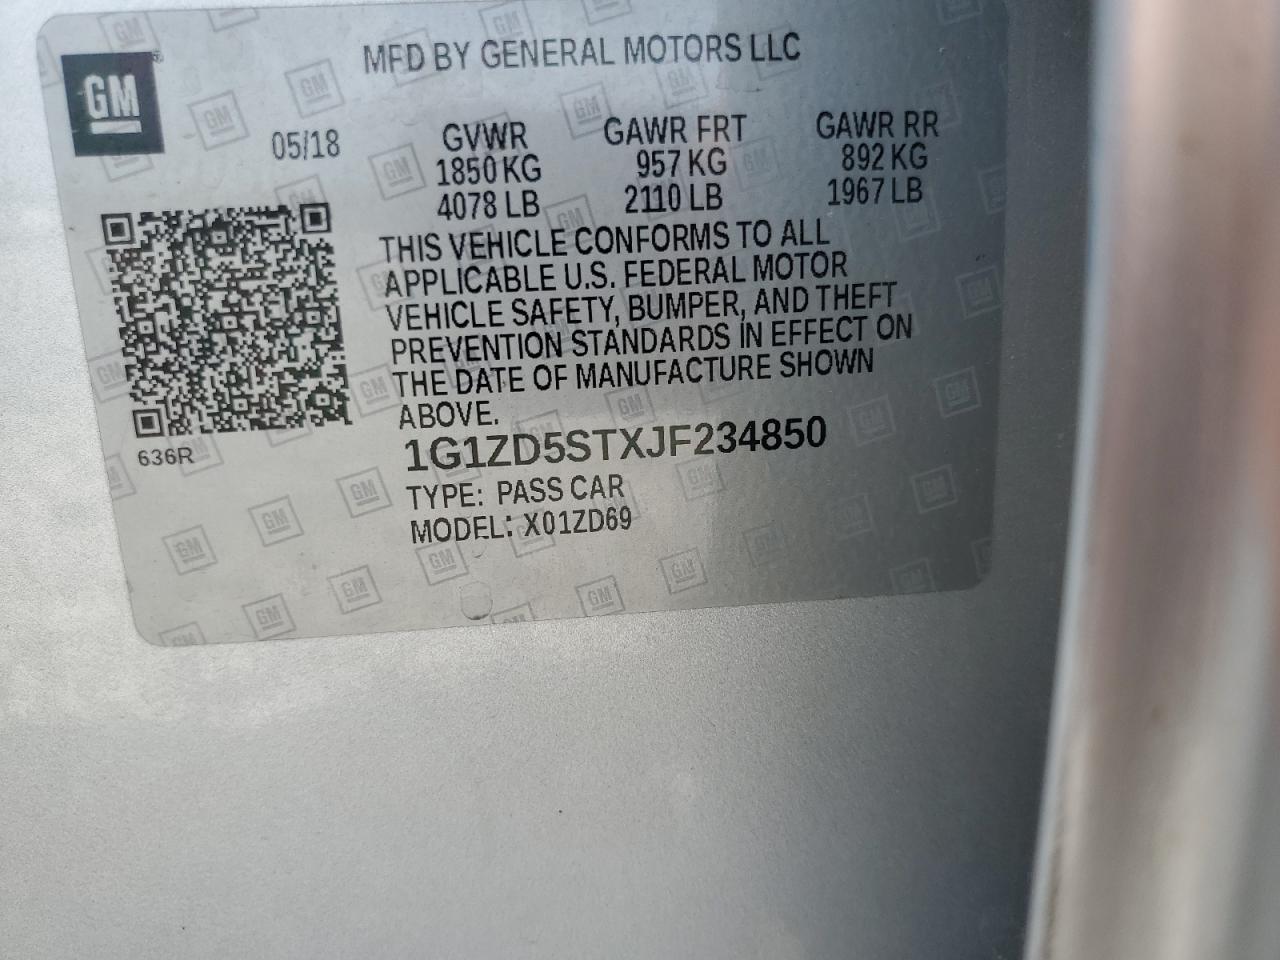 MFD BY GENERAL MOTORS LLC
GM
05/18 GVWR GAWR FRT GAWR RR
1850 KG 957 KG 892 KG
4078 LB 2110 LB 1967 LB
THIS VEHICLE CONFORMS TO ALL
APPLICABLE U.S. FEDERAL MOTOR
VEHICLE SAFETY, BUMPER, AND THEFT
PREVENTION STANDARDS IN EFFECT ON
THE DATE OF MANUFACTURE SHOWN
ABOVE.
636R
1G1ZD5STXJF234850
TYPE: PASS CAR
MODEL: X01ZD69